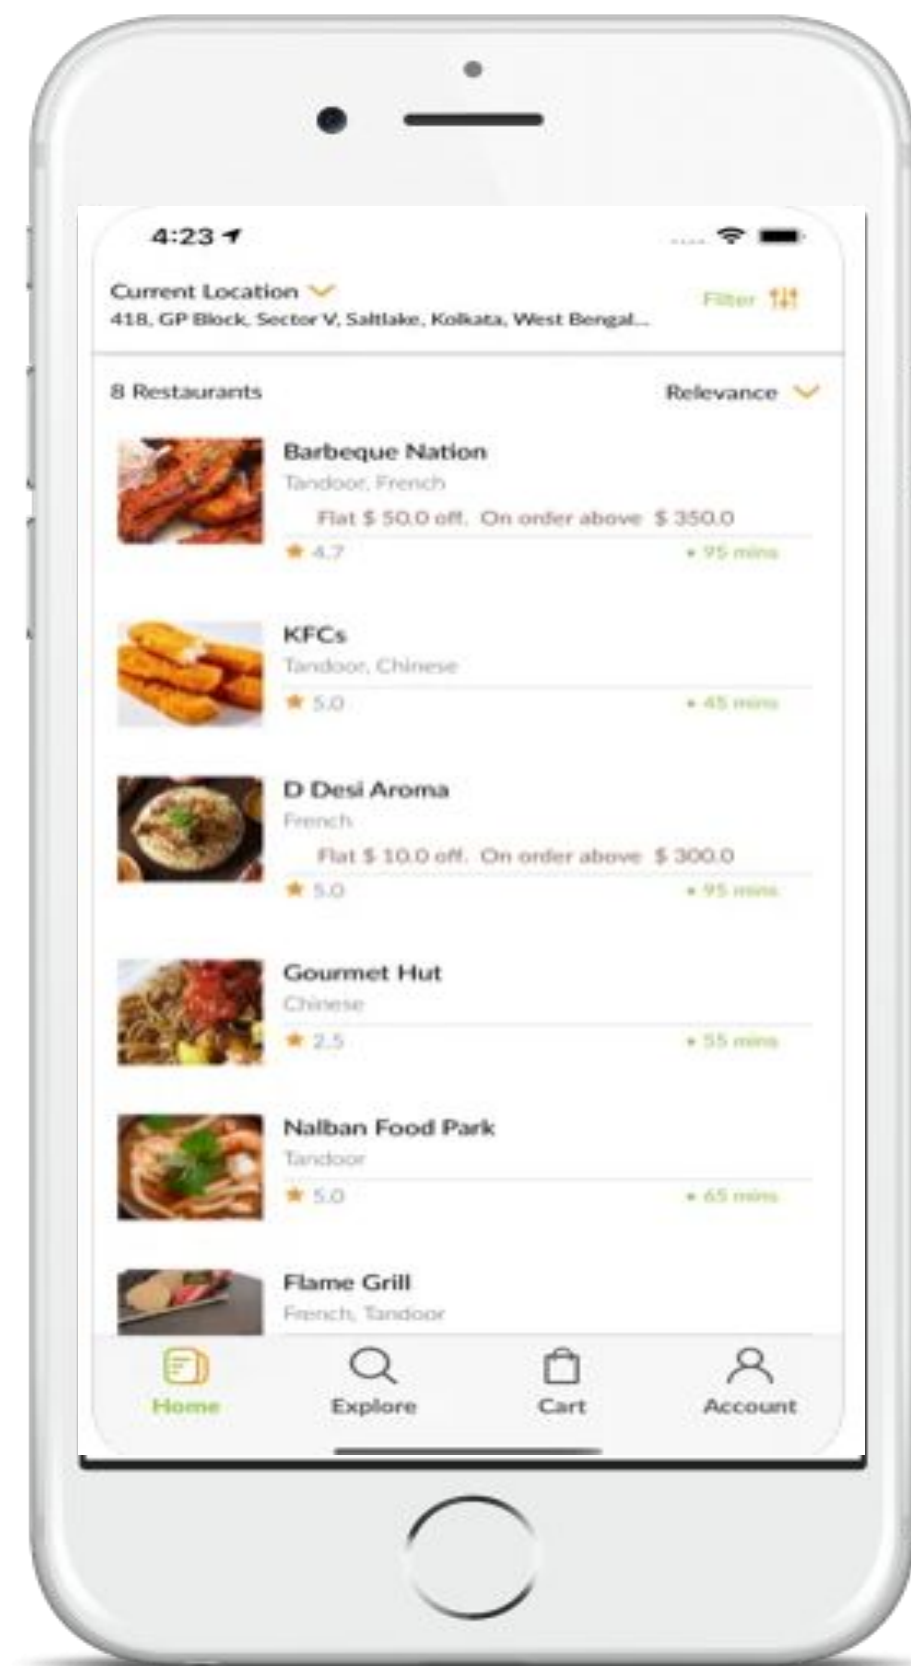 4:23
Current Location
Filter
418, GP Block, Sector V, Saltlake, Kolkata, West Bengal...
8 Restaurants
Relevance
Barbeque Nation
Tandoor, French
Flat $ 50.0 off. On order above $ 350.0
4.7
• 95 mins
KFCs
Tandoor, Chinese
5.0
• 45 mins
D Desi Aroma
French
Flat $ 10.0 off. On order above $ 300.0
5.0
• 95 mins
Gourmet Hut
Chinese
2.5
• 55 mins
Nalban Food Park
Tandoor
5.0
• 65 mins
Flame Grill
French, Tandoor
Home
Explore
Cart
Account